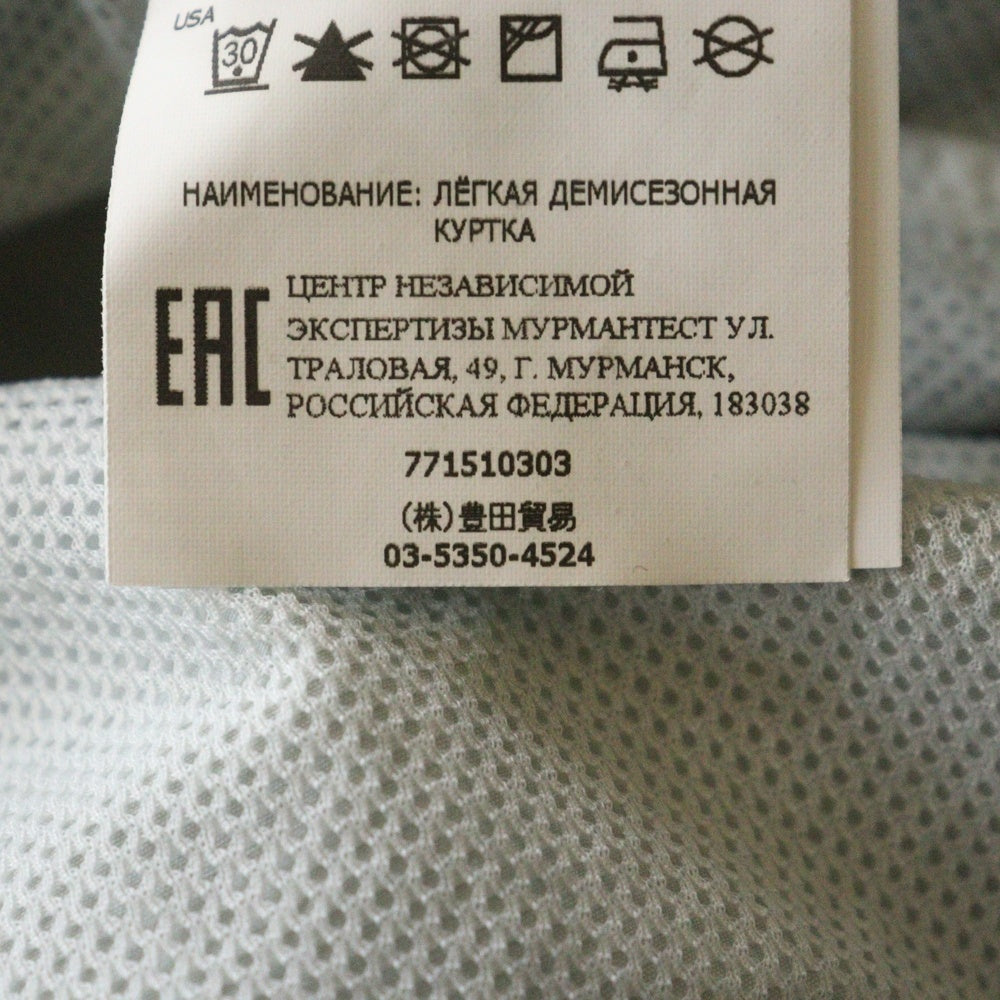 USA
30
НАИМЕНОВАНИЕ: ЛЁГКАЯ ДЕМИСЕЗОННАЯ
КУРТКА
EAC
ЦЕНТР НЕЗАВИСИМОЙ
ЭКСПЕРТИЗЫ МУРМАНТЕСТ УЛ.
ТРАЛОВАЯ, 49, Г. МУРМАНСК,
РОССИЙСКАЯ ФЕДЕРАЦИЯ, 183038
771510303
(株)豊田貿易
03-5350-4524